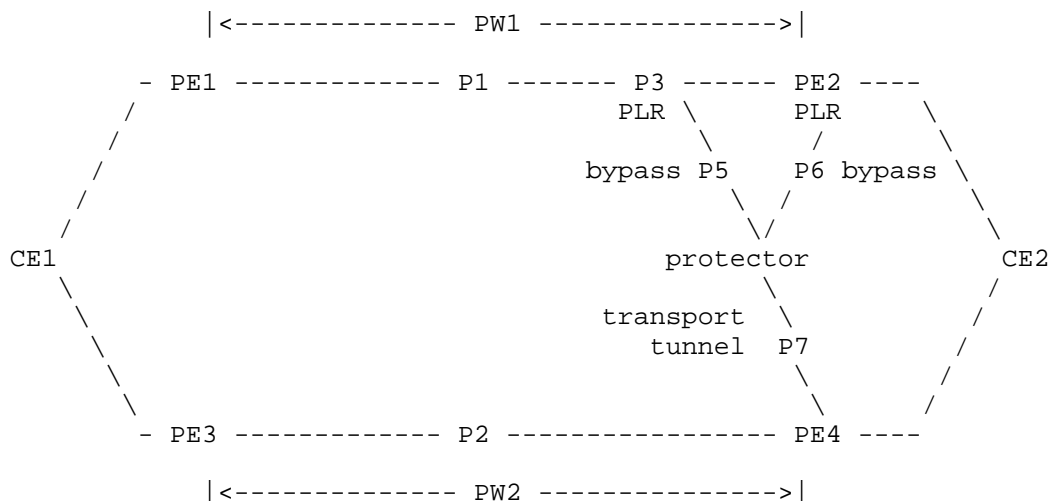 |<-------------- PW1 --------------->|
- PE1 -------------- P1 ------- P3 ------ PE2 ----
PLR PLR
bypass P5 P6 bypass
CE1 protector CE2
transport
tunnel P7
- PE3 ------------- P2 ----------------- PE4 ----
|<-------------- PW2 --------------->|